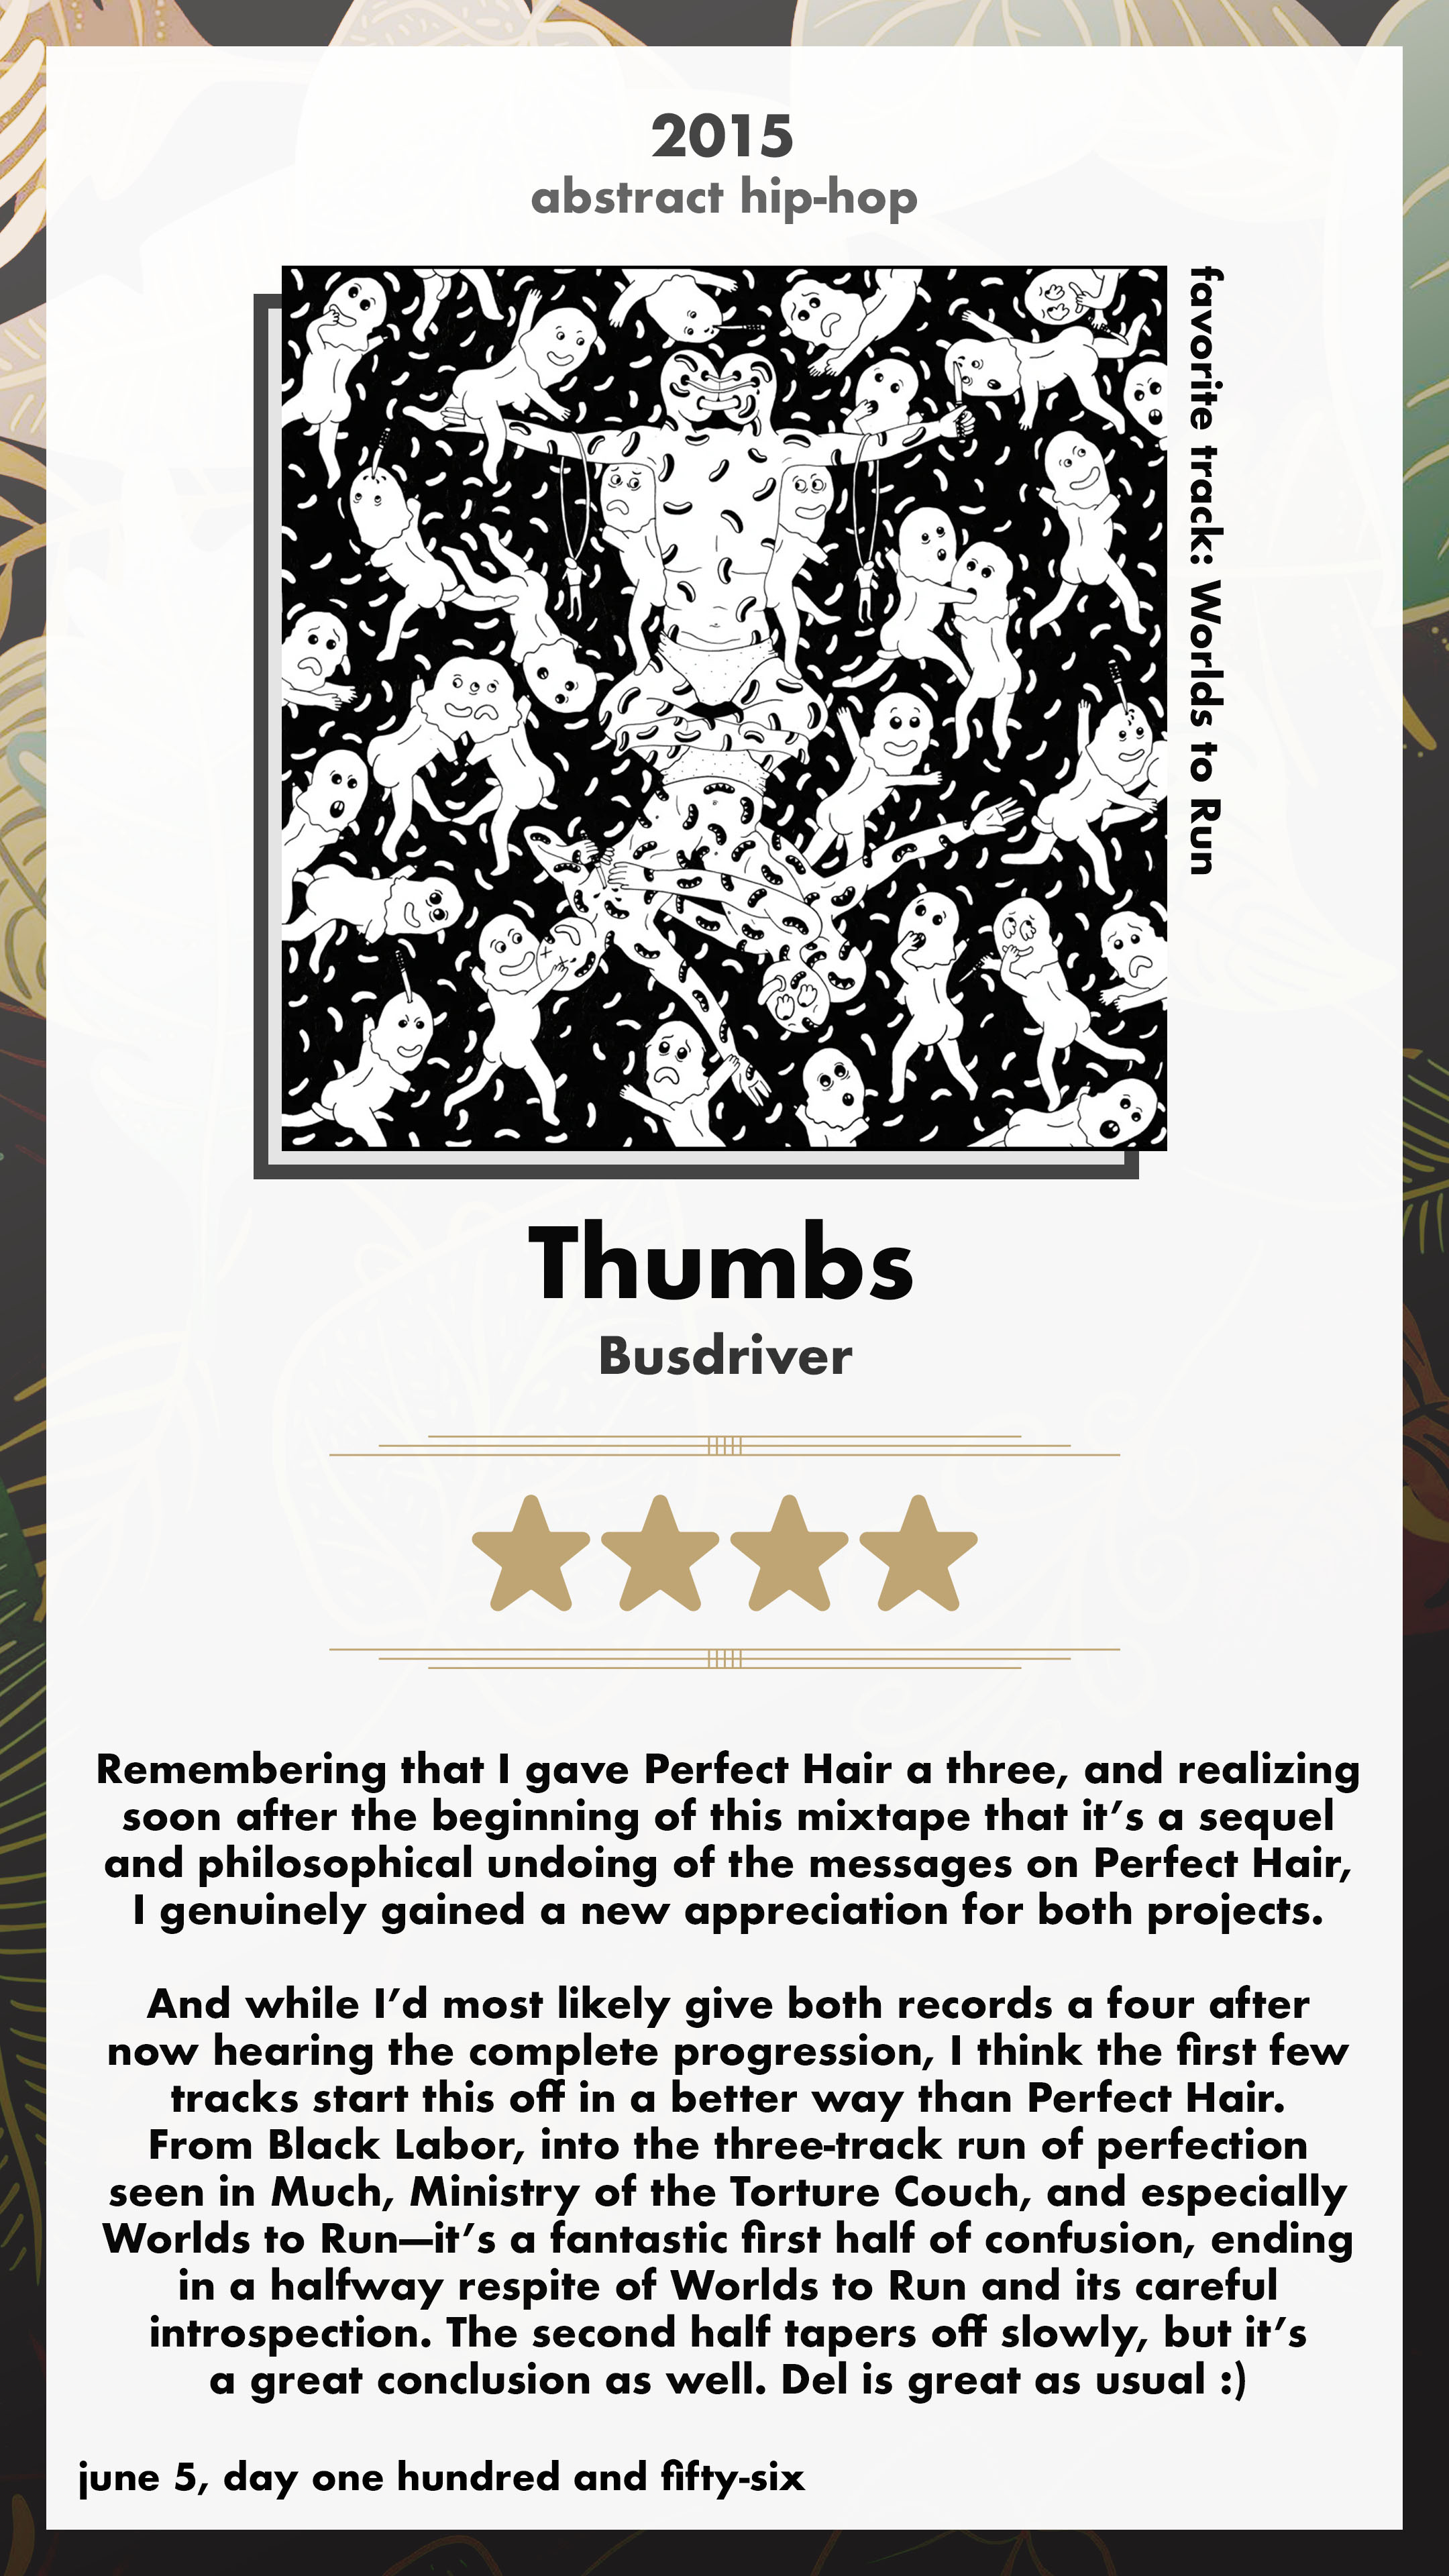 2015
abstract hip-hop
favorite track: Worlds to Run
Thumbs
Busdriver
Remembering that I gave Perfect Hair a three, and realizing
soon after the beginning of this mixtape that it’s a sequel
and philosophical undoing of the messages on Perfect Hair,
I genuinely gained a new appreciation for both projects.
And while I’d most likely give both records a four after
now hearing the complete progression, I think the first few
tracks start this off in a better way than Perfect Hair.
From Black Labor, into the three-track run of perfection
seen in Much, Ministry of the Torture Couch, and especially
Worlds to Run—it’s a fantastic first half of confusion, ending
in a halfway respite of Worlds to Run and its careful
introspection. The second half tapers off slowly, but it’s
a great conclusion as well. Del is great as usual :)
june 5, day one hundred and fifty-six